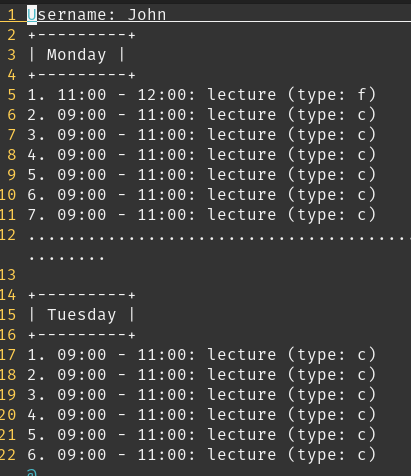 1 Username: John
2 +---------+
3 | Monday |
4 +---------+
5 1. 11:00 - 12:00: lecture (type: f)
6 2. 09:00 - 11:00: lecture (type: c)
7 3. 09:00 - 11:00: lecture (type: c)
8 4. 09:00 - 11:00: lecture (type: c)
9 5. 09:00 - 11:00: lecture (type: c)
10 6. 09:00 - 11:00: lecture (type: c)
11 7. 09:00 - 11:00: lecture (type: c)
12 .......................................
........
13
14 +---------+
15 | Tuesday |
16 +---------+
17 1. 09:00 - 11:00: lecture (type: c)
18 2. 09:00 - 11:00: lecture (type: c)
19 3. 09:00 - 11:00: lecture (type: c)
20 4. 09:00 - 11:00: lecture (type: c)
21 5. 09:00 - 11:00: lecture (type: c)
22 6. 09:00 - 11:00: lecture (type: c)
@